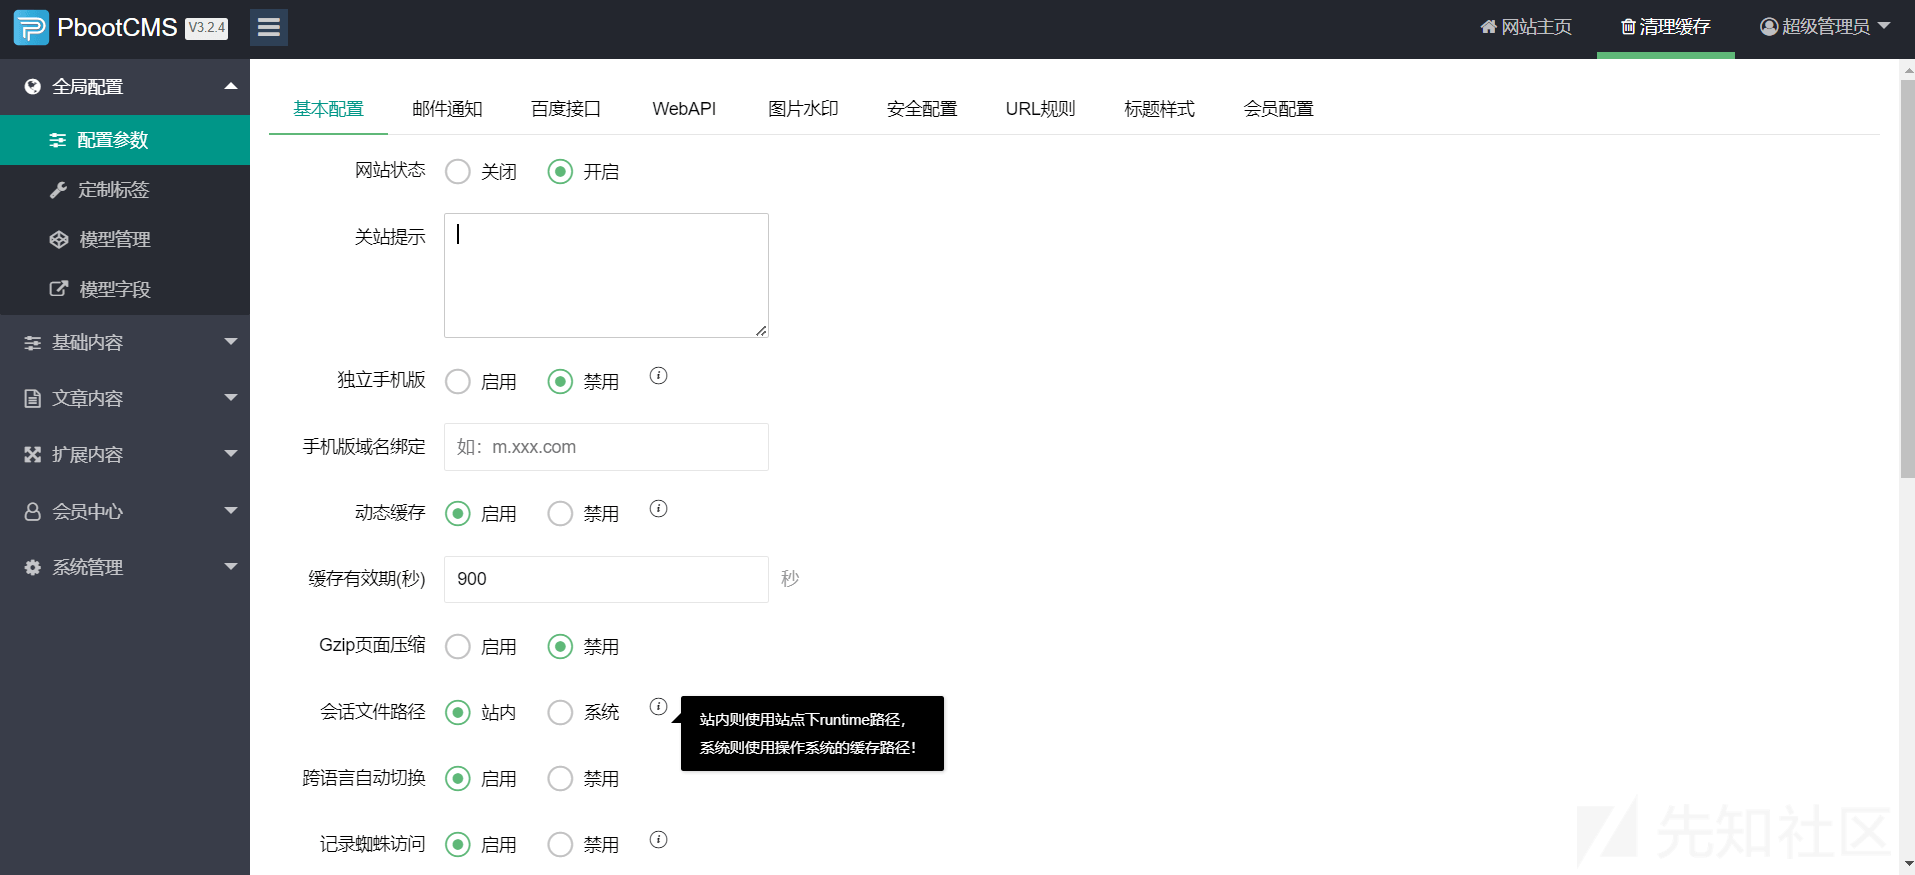 PbootCMS V3.2.4
网站主页
清理缓存
超级管理员
全局配置
配置参数
定制标签
模型管理
模型字段
基础内容
文章内容
扩展内容
会员中心
系统管理
基本配置 邮件通知 百度接口 WebAPI 图片水印 安全配置 URL规则 标题样式 会员配置
网站状态 关闭 开启
关站提示
独立手机版 启用 禁用
手机版域名绑定 如：m.xxx.com
动态缓存 启用 禁用
缓存有效期(秒) 900 秒
Gzip页面压缩 启用 禁用
会话文件路径 站内 系统
站内则使用站点下runtime路径，
系统则使用操作系统的缓存路径！
跨语言自动切换 启用 禁用
记录蜘蛛访问 启用 禁用
先知社区